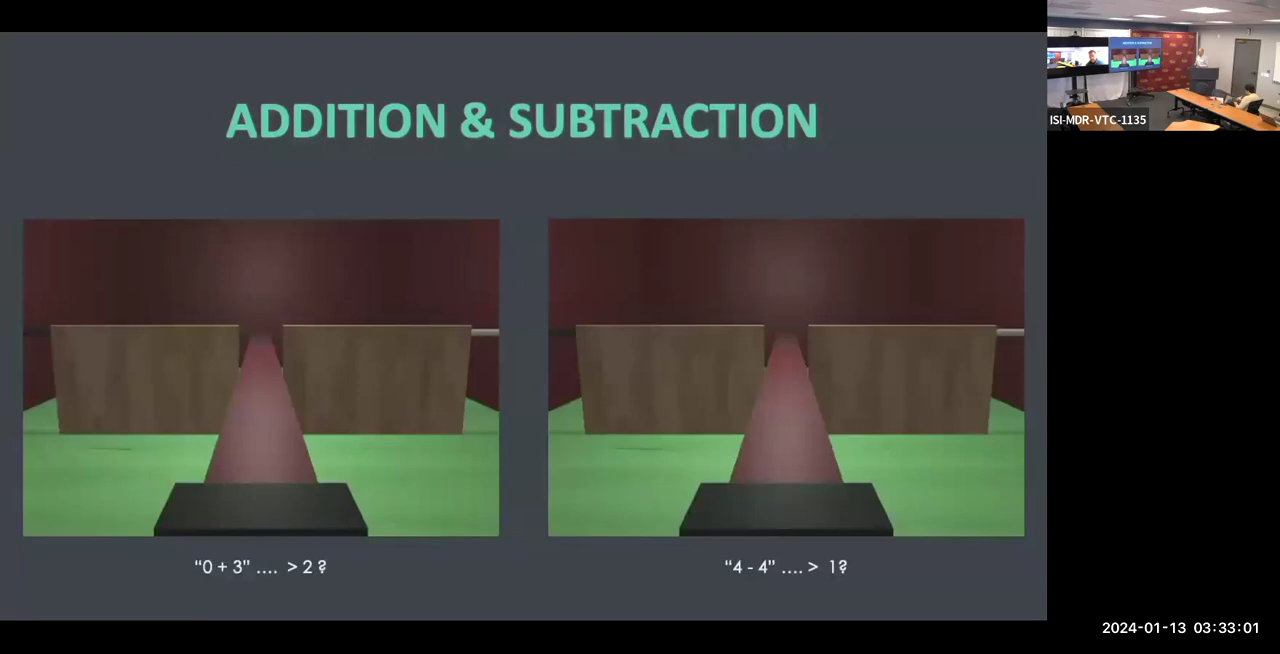 ADDITION & SUBTRACTION
“0 + 3” .... > 2 ?
“4 - 4” .... > 1?
ISI-MDR-VTC-1135
2024-01-13 03:33:01